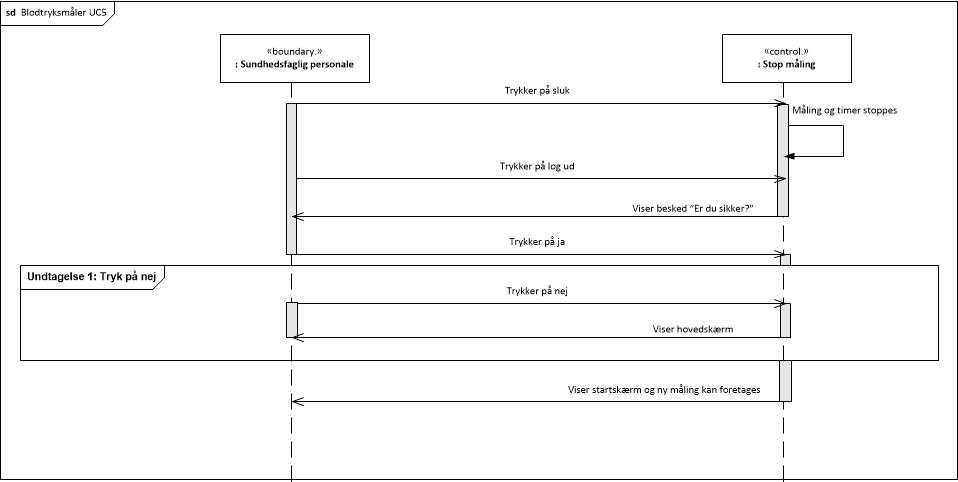 sd Blodtryksmåler UC5
«boundary.»
: Sundhedsfaglig personale
«control.»
: Stop måling
Trykker på sluk
Måling og timer stoppes
Trykker på log ud
Viser besked “Er du sikker?”
Trykker på ja
Undtagelse 1: Tryk på nej
Trykker på nej
Viser hovedskærm
Viser startskærm og ny måling kan foretages